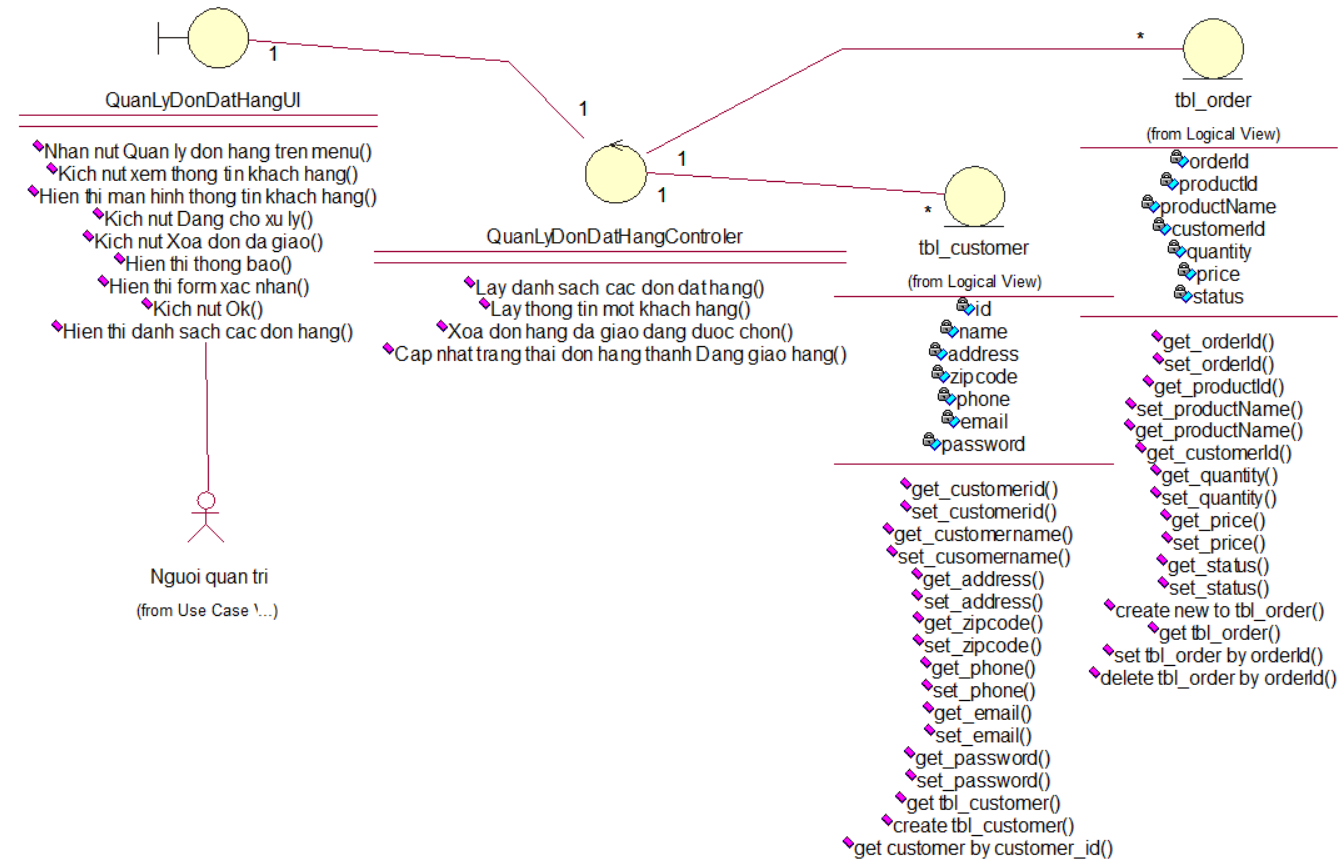 1
QuanLyDonDatHangUI
Nhan nut Quan ly don hang tren menu()
Kich nut xem thong tin khach hang()
Hien thi man hinh thong tin khach hang()
Kich nut Dang cho xu ly()
Kich nut Xoa don da giao()
Hien thi thong bao()
Hien thi form xac nhan()
Kich nut Ok()
Hien thi danh sach cac don hang()
Nguoi quan tri
(from Use Case \...)
1
1
1
QuanLyDonDatHangControler
Lay danh sach cac don dat hang()
Lay thong tin mot khach hang()
Xoa don hang da giao dang duoc chon()
Cap nhat trang thai don hang thanh Dang giao hang()
*
tbl_customer
(from Logical View)
id
name
address
zipcode
phone
email
password
get_customerid()
set_customerid()
get_customername()
set_cusomername()
get_address()
set_address()
get_zipcode()
set_zipcode()
get_phone()
set_phone()
get_email()
set_email()
get_password()
set_password()
get tbl_customer()
create tbl_customer()
get customer by customer_id()
*
tbl_order
(from Logical View)
orderId
productId
productName
customerId
quantity
price
status
get_orderId()
set_orderId()
get_productId()
set_productName()
get_productName()
get_customerId()
get_quantity()
set_quantity()
get_price()
set_price()
get_status()
set_status()
create new to tbl_order()
get tbl_order()
set tbl_order by orderId()
delete tbl_order by orderId()